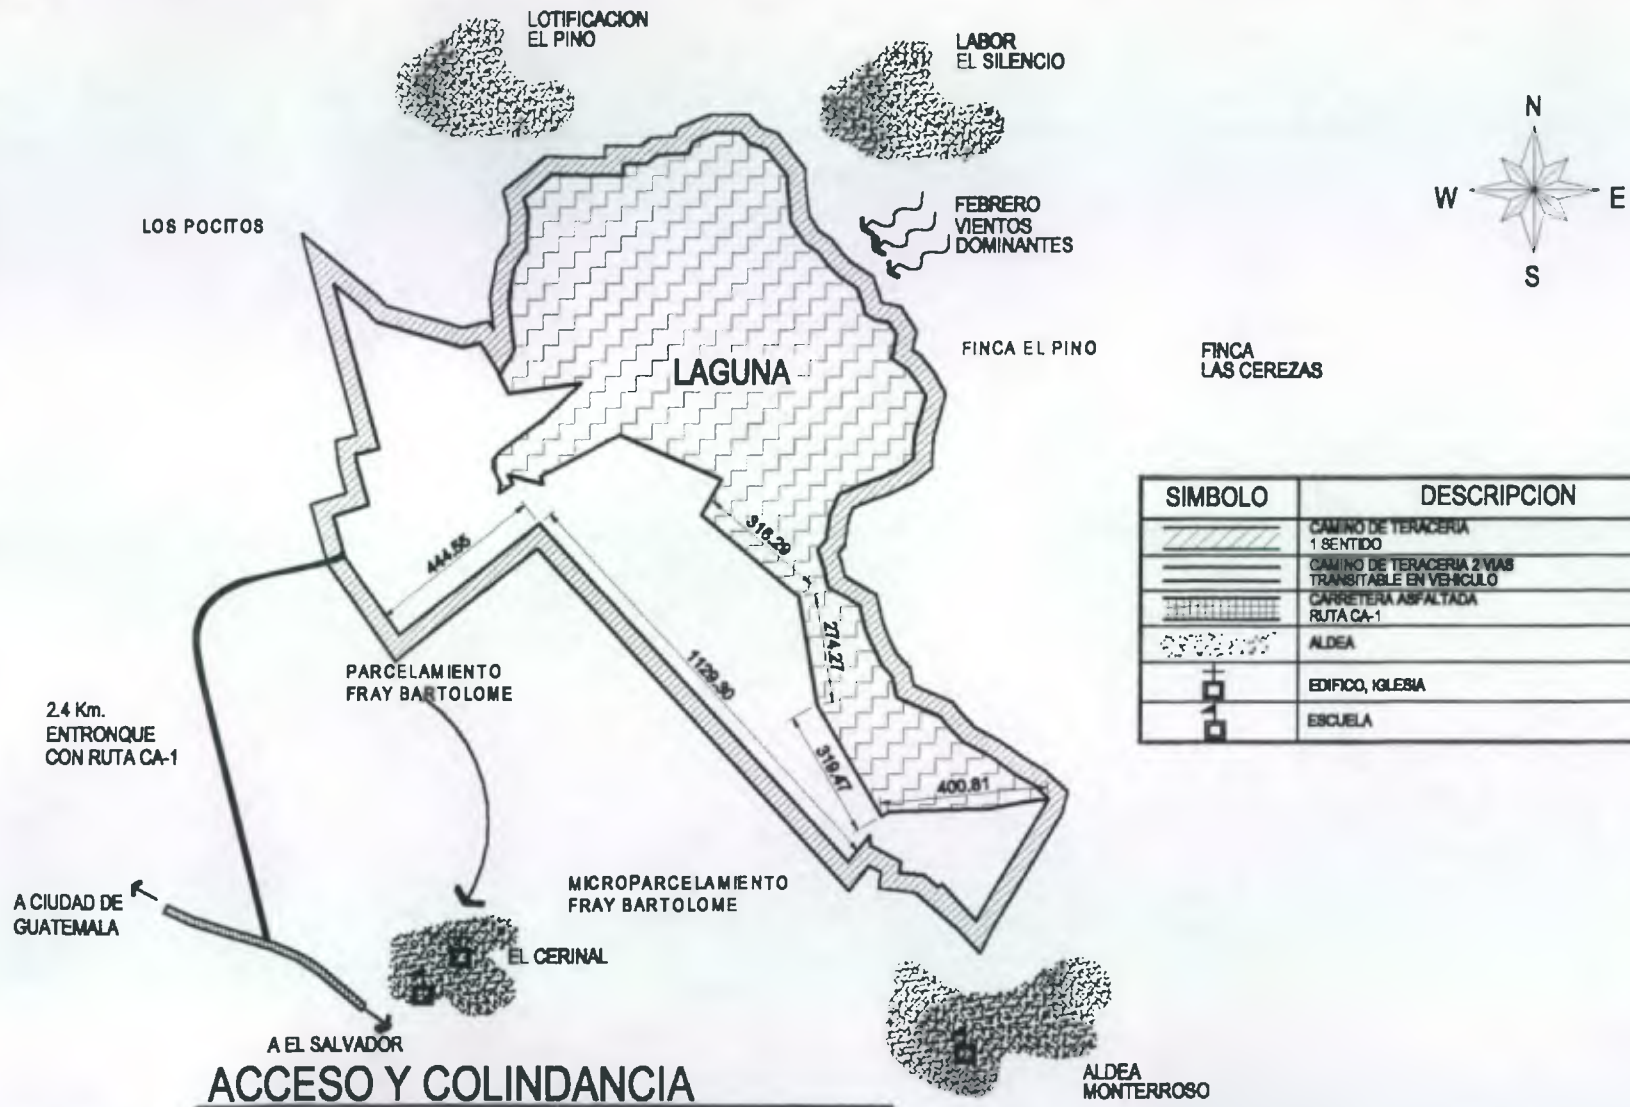 LOTIFICACION
EL PINO
LABOR
EL SILENCIO
N
W
E
S
LOS POCITOS
FEBRERO
VIENTOS
DOMINANTES
LAGUNA
FINCA EL PINO
FINCA
LAS CEREZAS
SIMBOLO
DESCRIPCION
CAMINO DE TERACERIA
1 SENTIDO
CAMINO DE TERACERIA 2 VIAS
TRANSITABLE EN VEHICULO
CARRETERA ASFALTADA
RUTA CA-1
ALDEA
EDIFICO, IGLESIA
ESCUELA
316.29
444.55
274.27
1129.30
319.47
400.81
PARCELAMIENTO
FRAY BARTOLOME
2.4 Km.
ENTRONQUE
CON RUTA CA-1
MICROPARCELAMIENTO
FRAY BARTOLOME
A CIUDAD DE
GUATEMALA
EL CERINAL
A EL SALVADOR
ALDEA
MONTERROSO
ACCESO Y COLINDANCIA